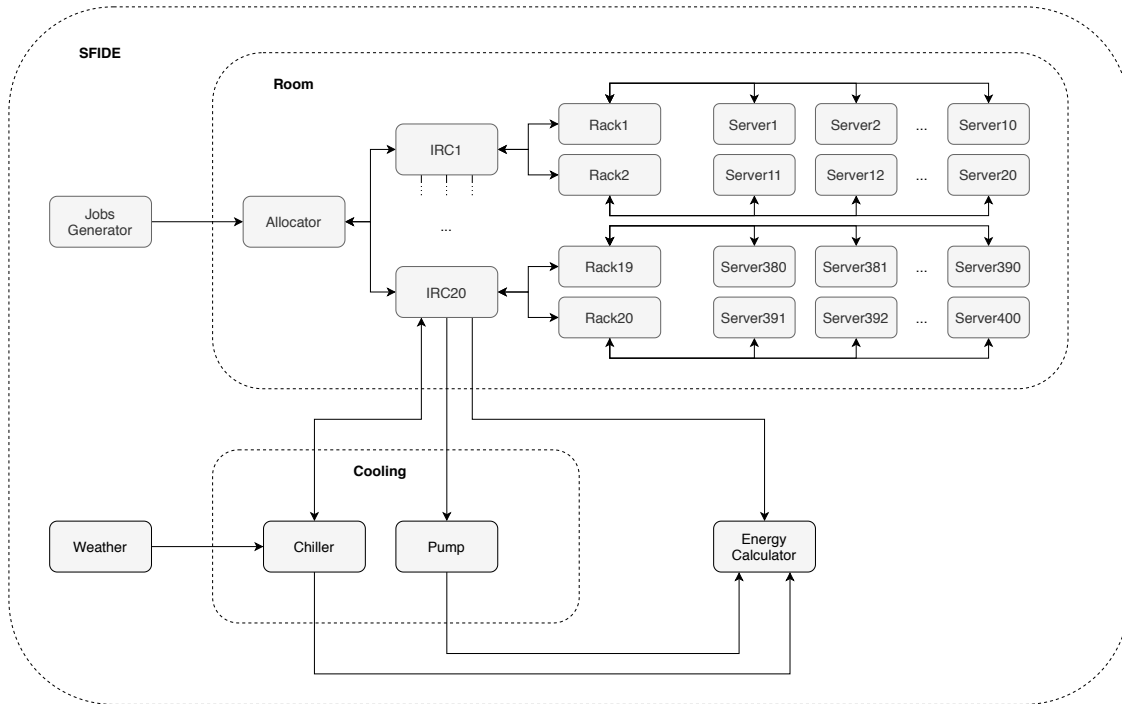 SFIDE
Room
Rack1
Server1
Server2
...
Server10
IRC1
Rack2
Server11
Server12
...
Server20
Jobs
Generator
Allocator
...
Rack19
Server380
Server381
...
Server390
IRC20
Rack20
Server391
Server392
...
Server400
Cooling
Weather
Chiller
Pump
Energy
Calculator